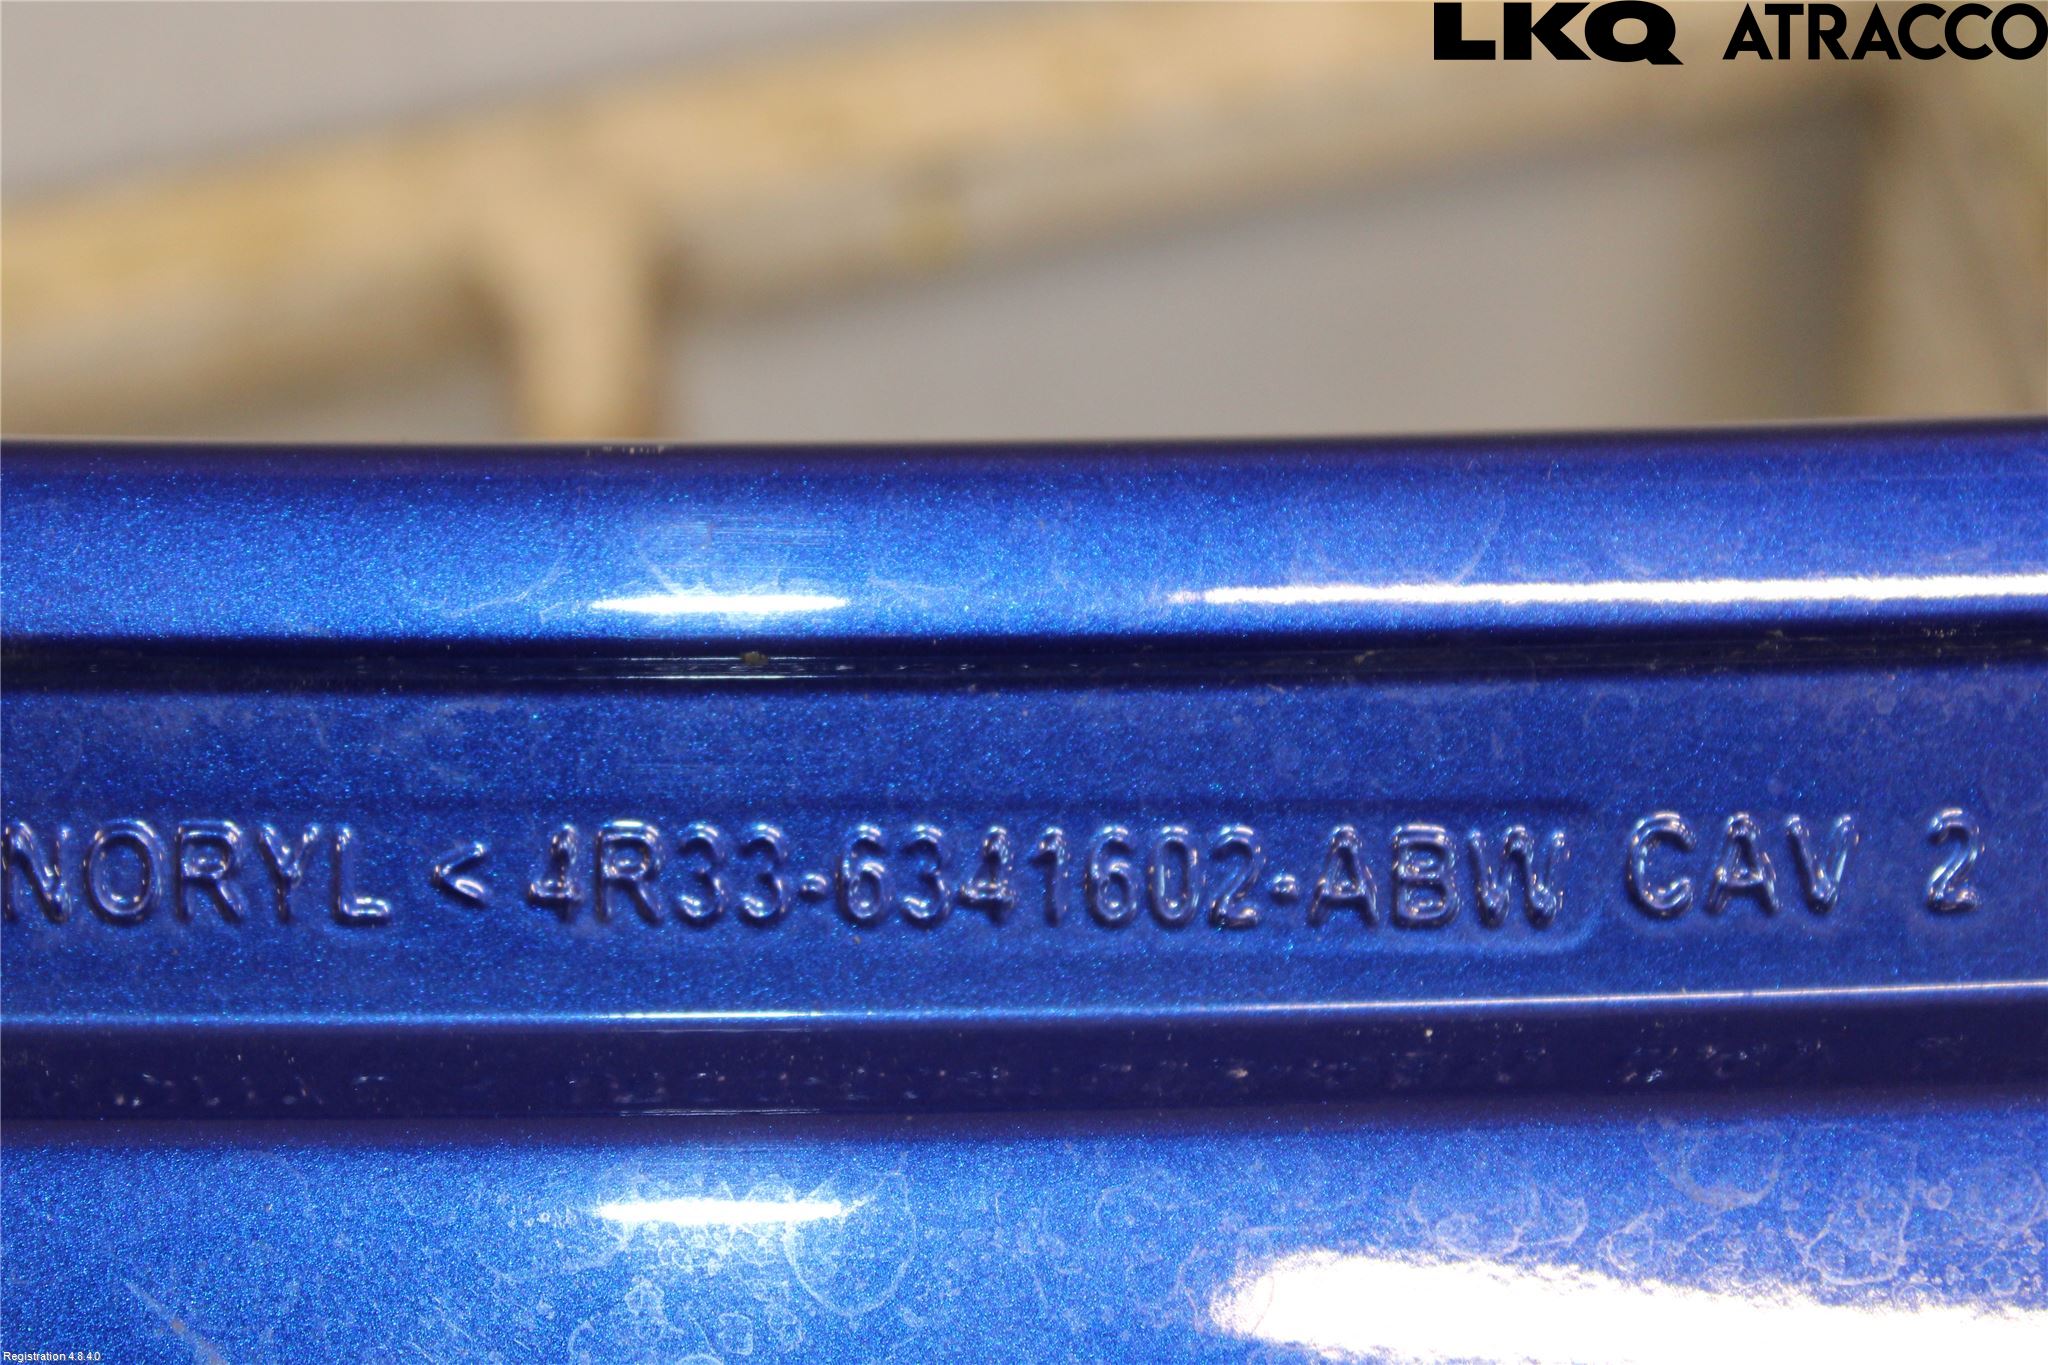 LKQ ATRACCO
NORYL < 4R33-6341602-ABW CAV 2
Registration 4.8.4.0